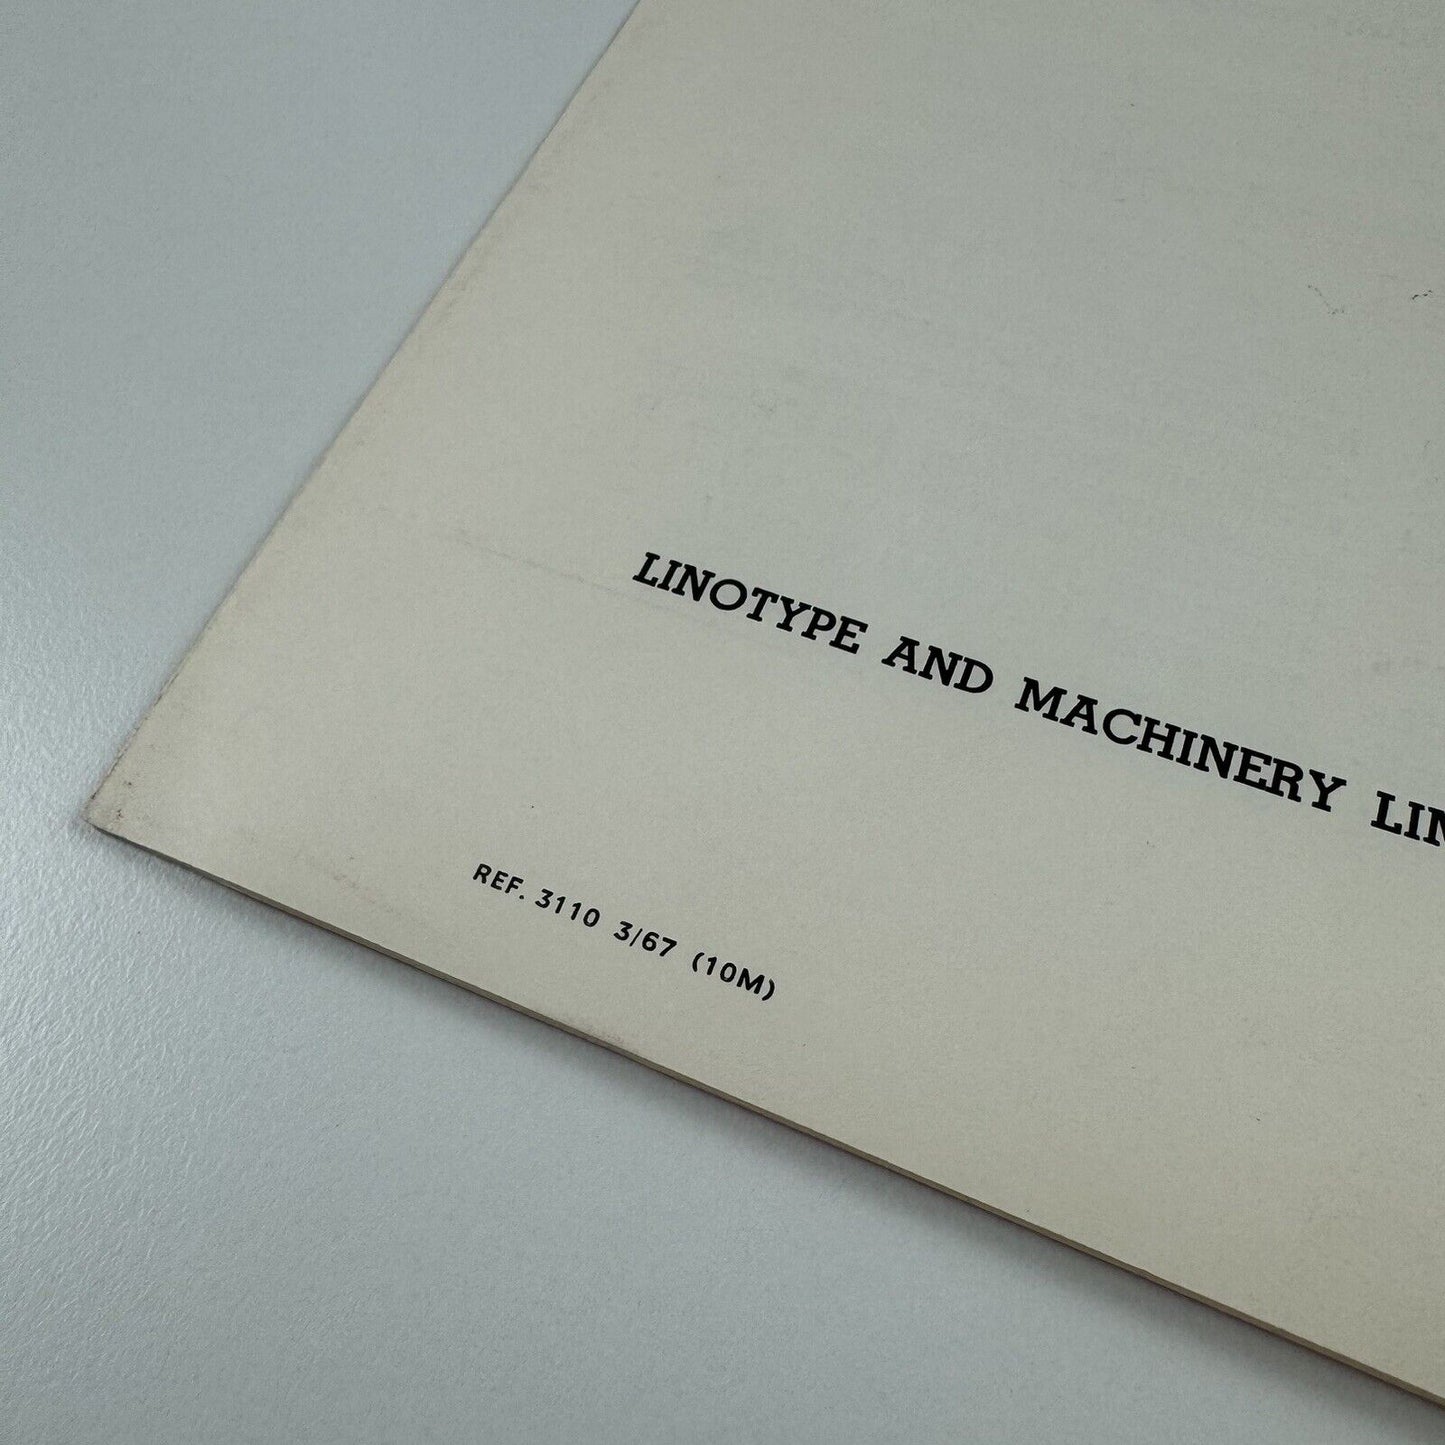 LINOTYPE AND MACHINERY
REF. 3110 3/67 (10M)